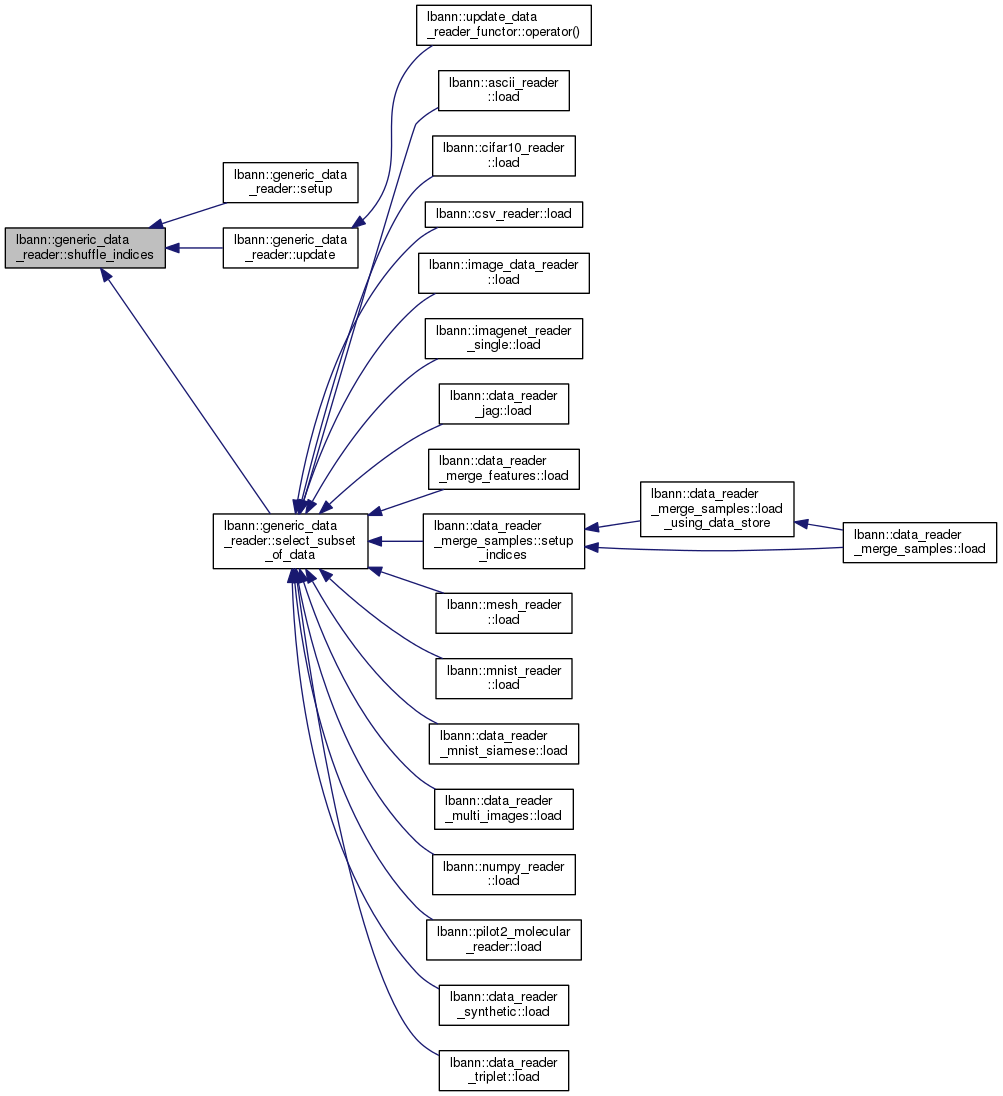 lbann::update_data
_reader_functor::operator()
lbann::ascii_reader
::load
lbann::cifar10_reader
::load
lbann::generic_data
_reader::setup
lbann::csv_reader::load
lbann::generic_data
_reader::shuffle_indices
lbann::generic_data
_reader::update
lbann::image_data_reader
::load
lbann::imagenet_reader
_single::load
lbann::data_reader
_jag::load
lbann::data_reader
_merge_features::load
lbann::generic_data
_reader::select_subset
of_data
lbann::data_reader
_merge_samples::setup
_indices
lbann::data_reader
_merge_samples::load
_using_data_store
lbann::data_reader
_merge_samples::load
lbann::mesh_reader
::load
lbann::mnist_reader
::load
lbann::data_reader
_mnist_siamese::load
lbann::data_reader
_multi_images::load
lbann::numpy_reader
::load
lbann::pilot2_molecular
_reader::load
lbann::data_reader
_synthetic::load
lbann::data_reader
_triplet::load